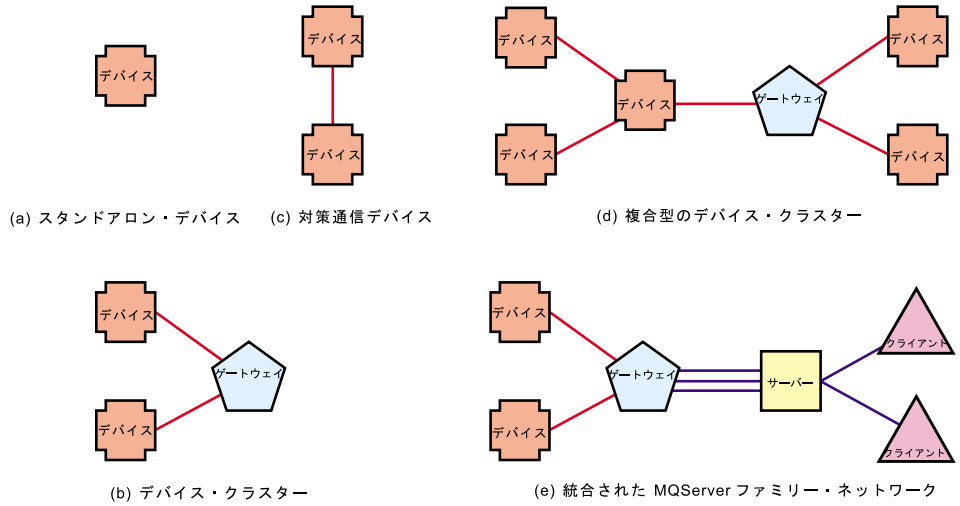 デバイス
(a) スタンドアロン・デバイス
デバイス
デバイス
(c) 対策通信デバイス
デバイス
デバイス
デバイス
ゲートウェイ
デバイス
デバイス
(d) 複合型のデバイス・クラスター
デバイス
デバイス
ゲートウェイ
(b) デバイス・クラスター
デバイス
デバイス
ゲートウェイ
サーバー
クライアント
クライアント
(e) 統合された MQServer ファミリー・ネットワーク